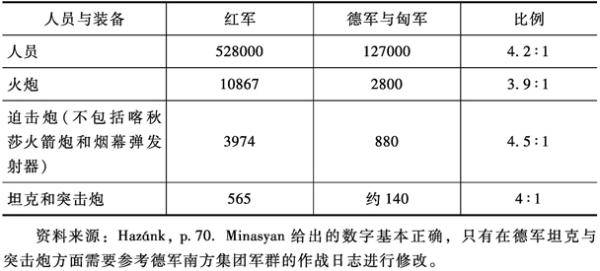 人员与装备 红军 德军与匈军 比例
人员 528000 127000 4.2∶1
火炮 10867 2800 3.9∶1
迫击炮(不包括喀秋
莎火箭炮和烟幕弹发
射器) 3974 880 4.5∶1
坦克和突击炮 565 约 140 4∶1
资料来源：Hazánk, p. 70. Minasyan 给出的数字基本正确，只有在德军坦克与
突击炮方面需要参考德军南方集团军群的作战日志进行修改。